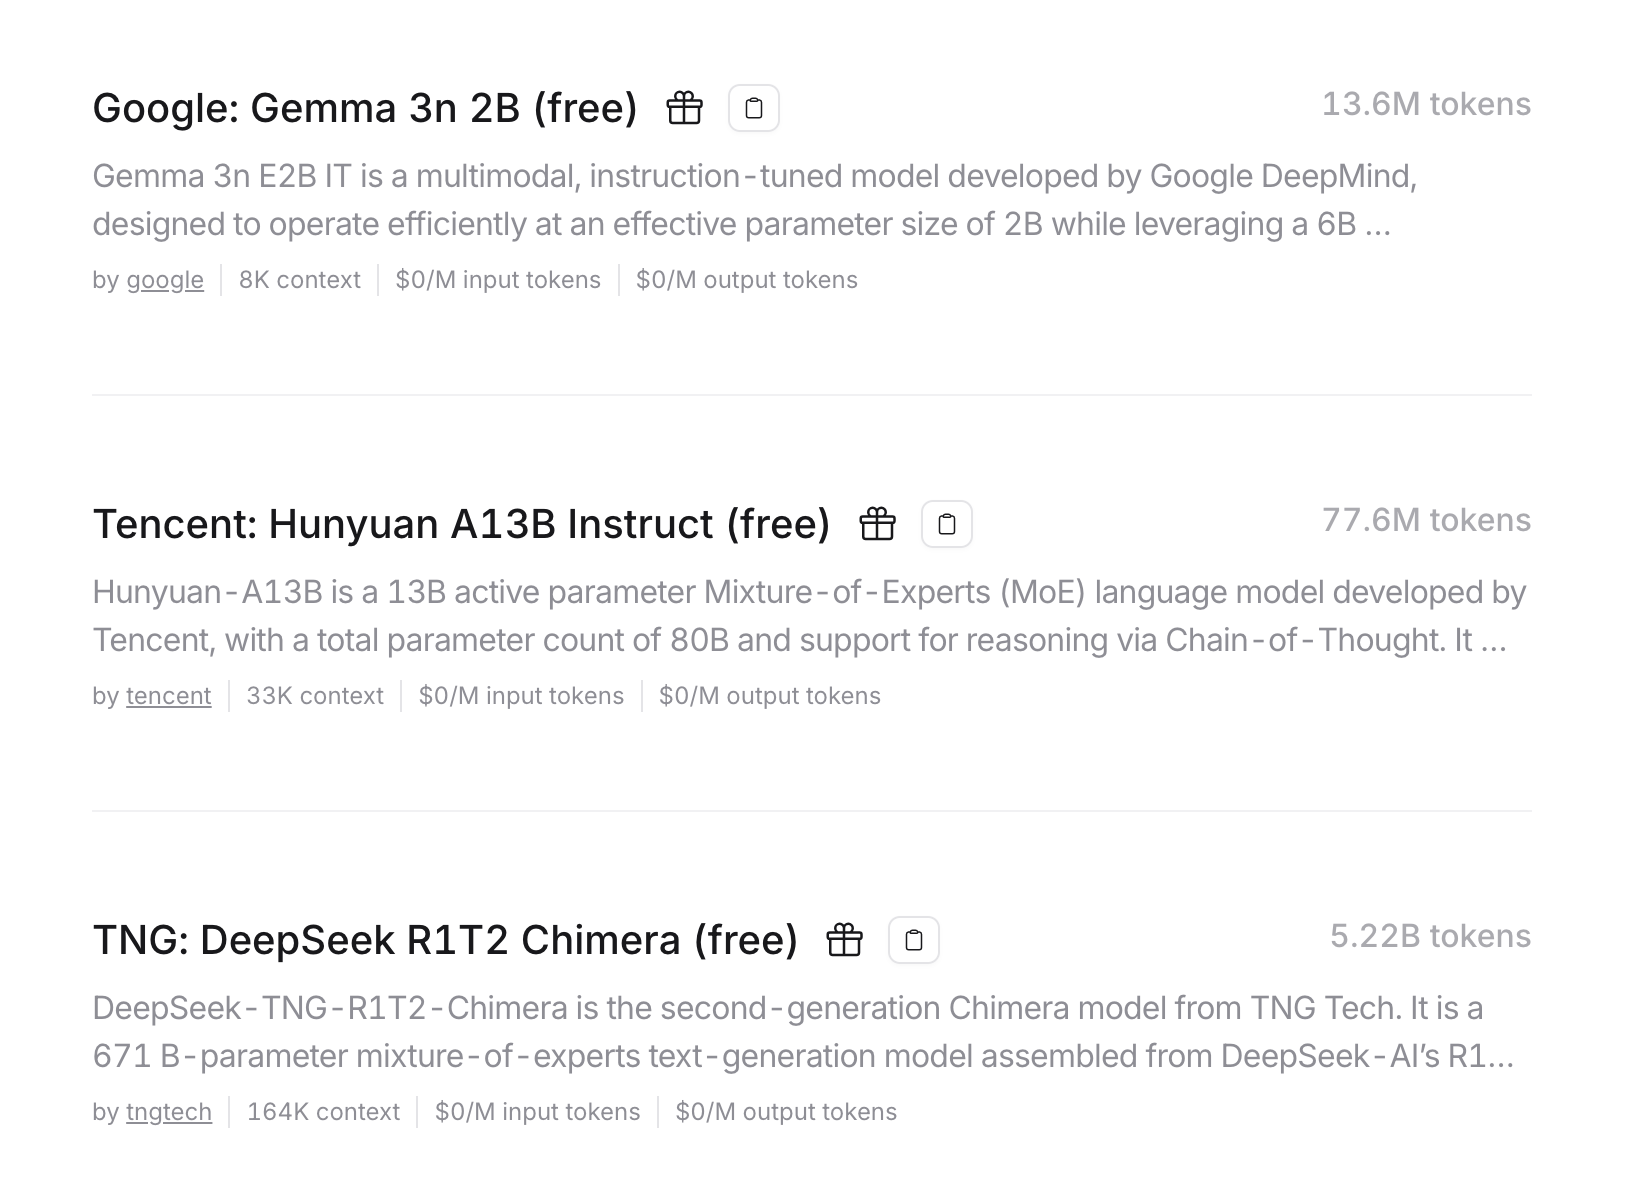 Google: Gemma 3n 2B (free)
13.6M tokens
Gemma 3n E2B IT is a multimodal, instruction-tuned model developed by Google DeepMind,
designed to operate efficiently at an effective parameter size of 2B while leveraging a 6B ...
by google | 8K context | $0/M input tokens | $0/M output tokens
Tencent: Hunyuan A13B Instruct (free)
77.6M tokens
Hunyuan-A13B is a 13B active parameter Mixture-of-Experts (MoE) language model developed by
Tencent, with a total parameter count of 80B and support for reasoning via Chain-of-Thought. It ...
by tencent | 33K context | $0/M input tokens | $0/M output tokens
TNG: DeepSeek R1T2 Chimera (free)
5.22B tokens
DeepSeek-TNG-R1T2-Chimera is the second-generation Chimera model from TNG Tech. It is a
671 B-parameter mixture-of-experts text-generation model assembled from DeepSeek-AI’s R1...
by tngtech | 164K context | $0/M input tokens | $0/M output tokens